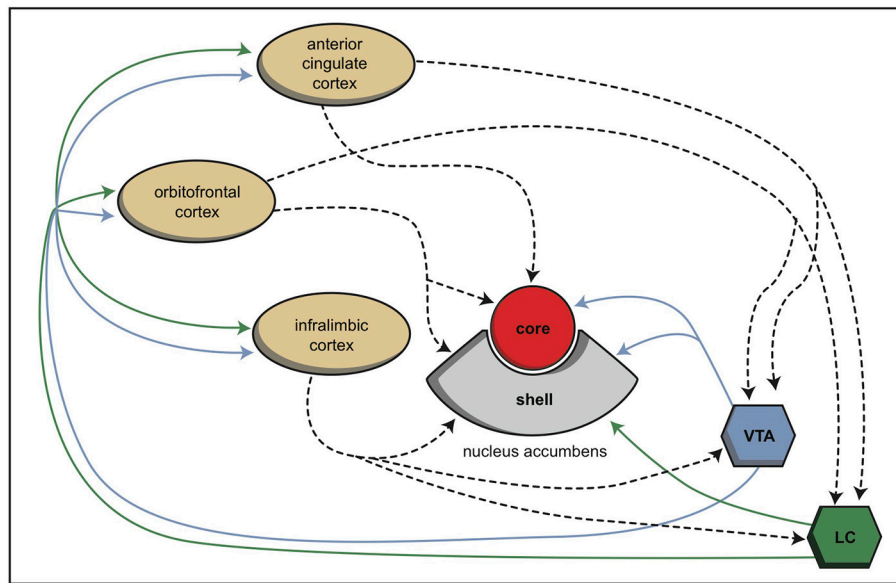 anterior
cingulate
cortex
orbitofrontal
cortex
infralimbic
cortex
core
shell
nucleus accumbens
VTA
LC